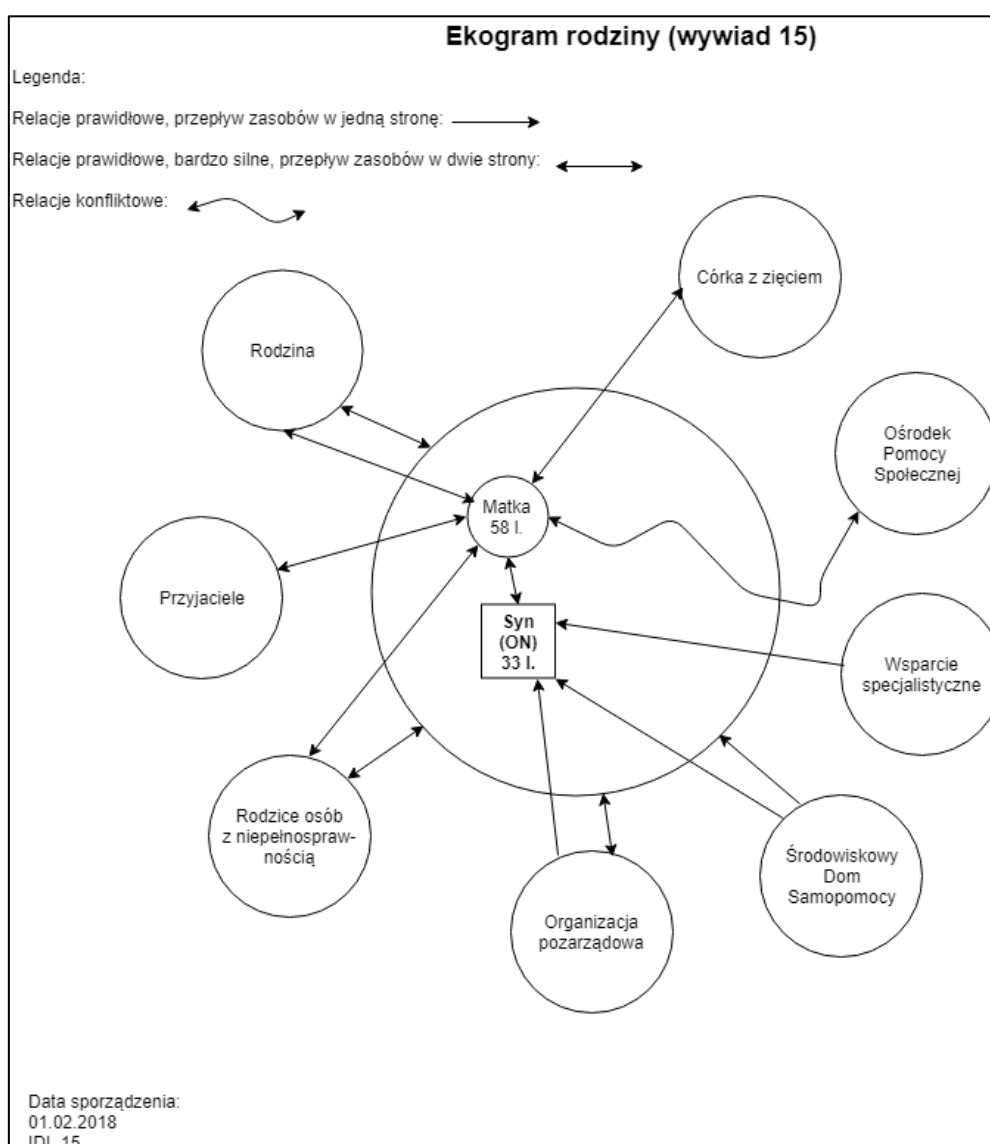 Ekogram rodziny (wywiad 15)
Legenda:
Relacje prawidłowe, przepływ zasobów w jedną stronę:
Relacje prawidłowe, bardzo silne, przepływ zasobów w dwie strony:
Relacje konfliktowe:
Córka z zięciem
Rodzina
Ośrodek
Pomocy
Społecznej
Matka
58 l.
Przyjaciele
Syn
(ON)
33 l.
Wsparcie
specjalistyczne
Rodzice osób
z niepełnospraw-
nością
Środowiskowy
Dom
Samopomocy
Organizacja
pozarządowa
Data sporządzenia:
01.02.2018
IDI 15